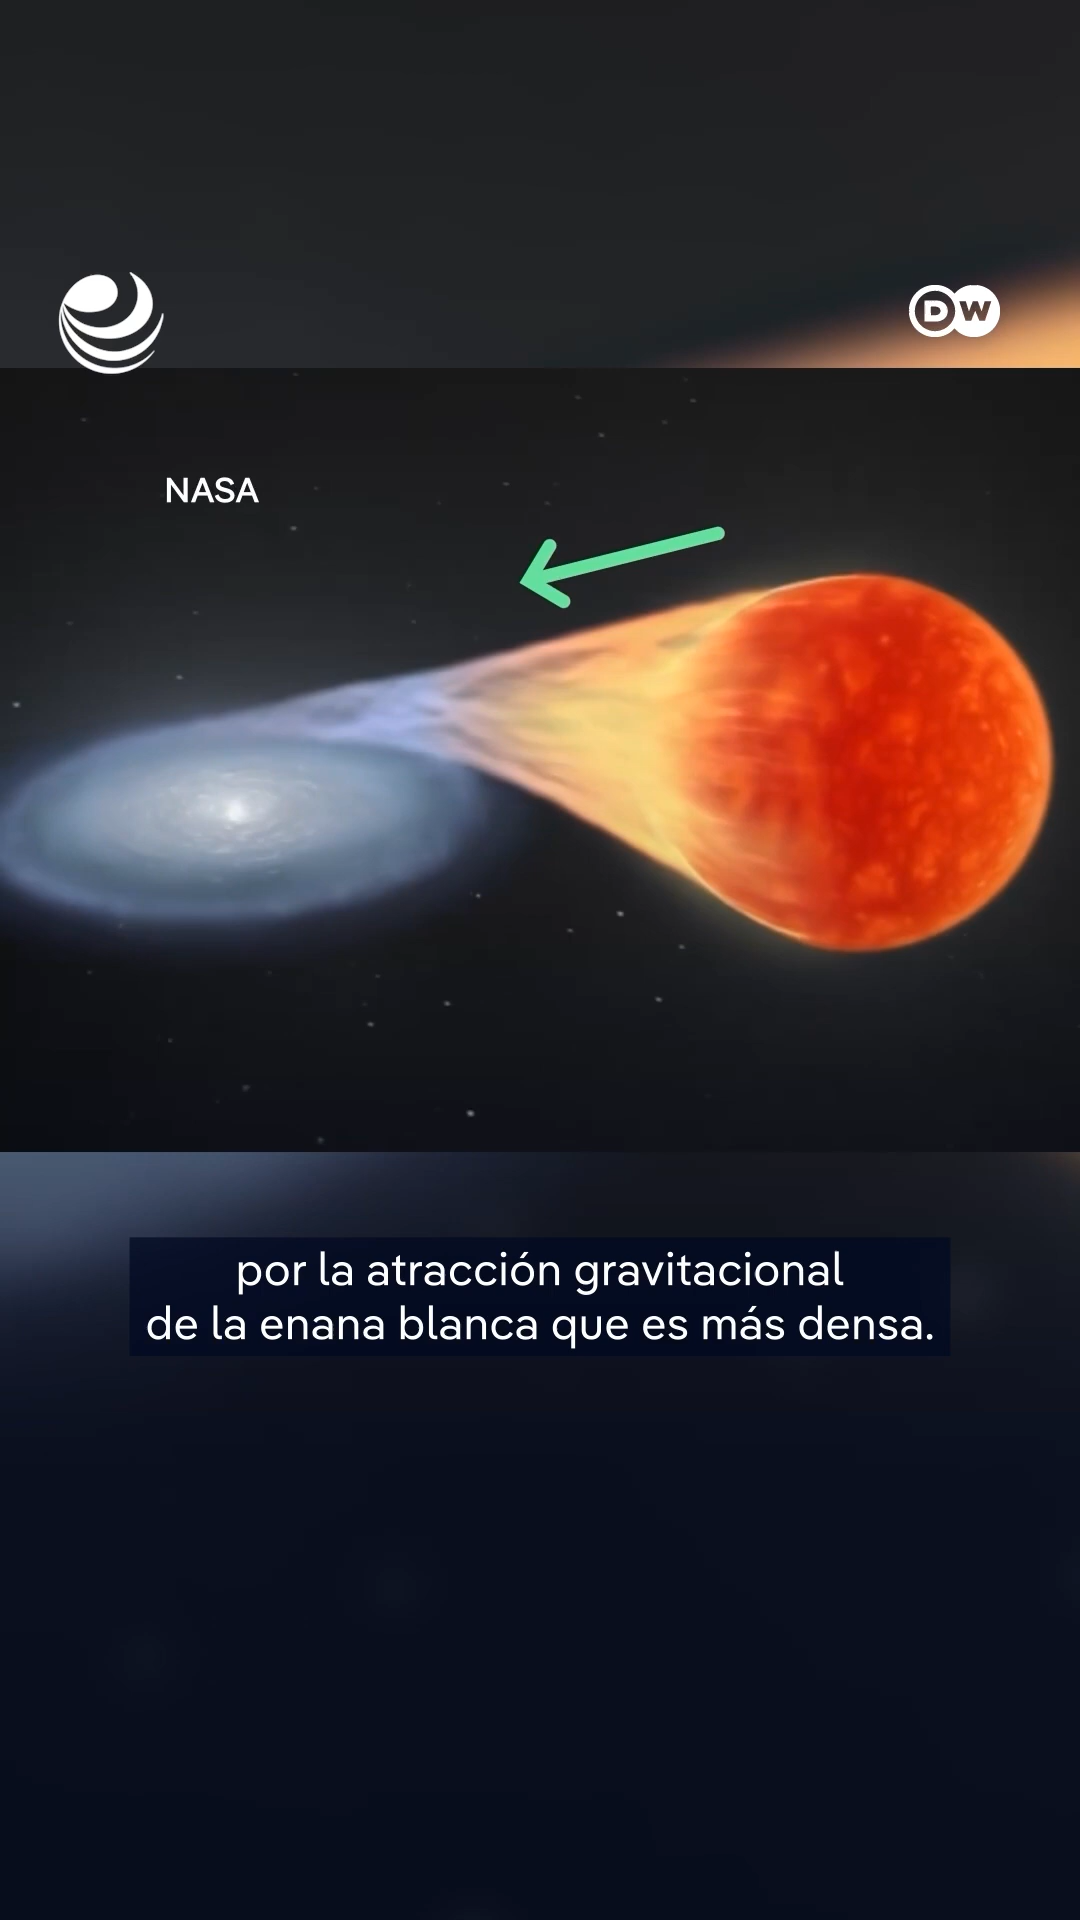 DW
NASA
por la atracción gravitacional
de la enana blanca que es más densa.